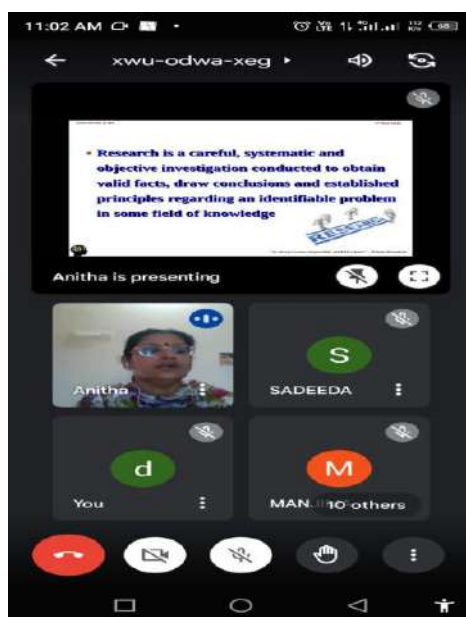 11:02 AM
xwu-odwa-xeg
Research is a careful, systematic and
objective investigation conducted to obtain
valid facts, draw conclusions and established
principles regarding an identifiable problem
in some field of knowledge
Anitha is presenting
S
Anitha
SADEEDA
d
M
You
MAN
10 others